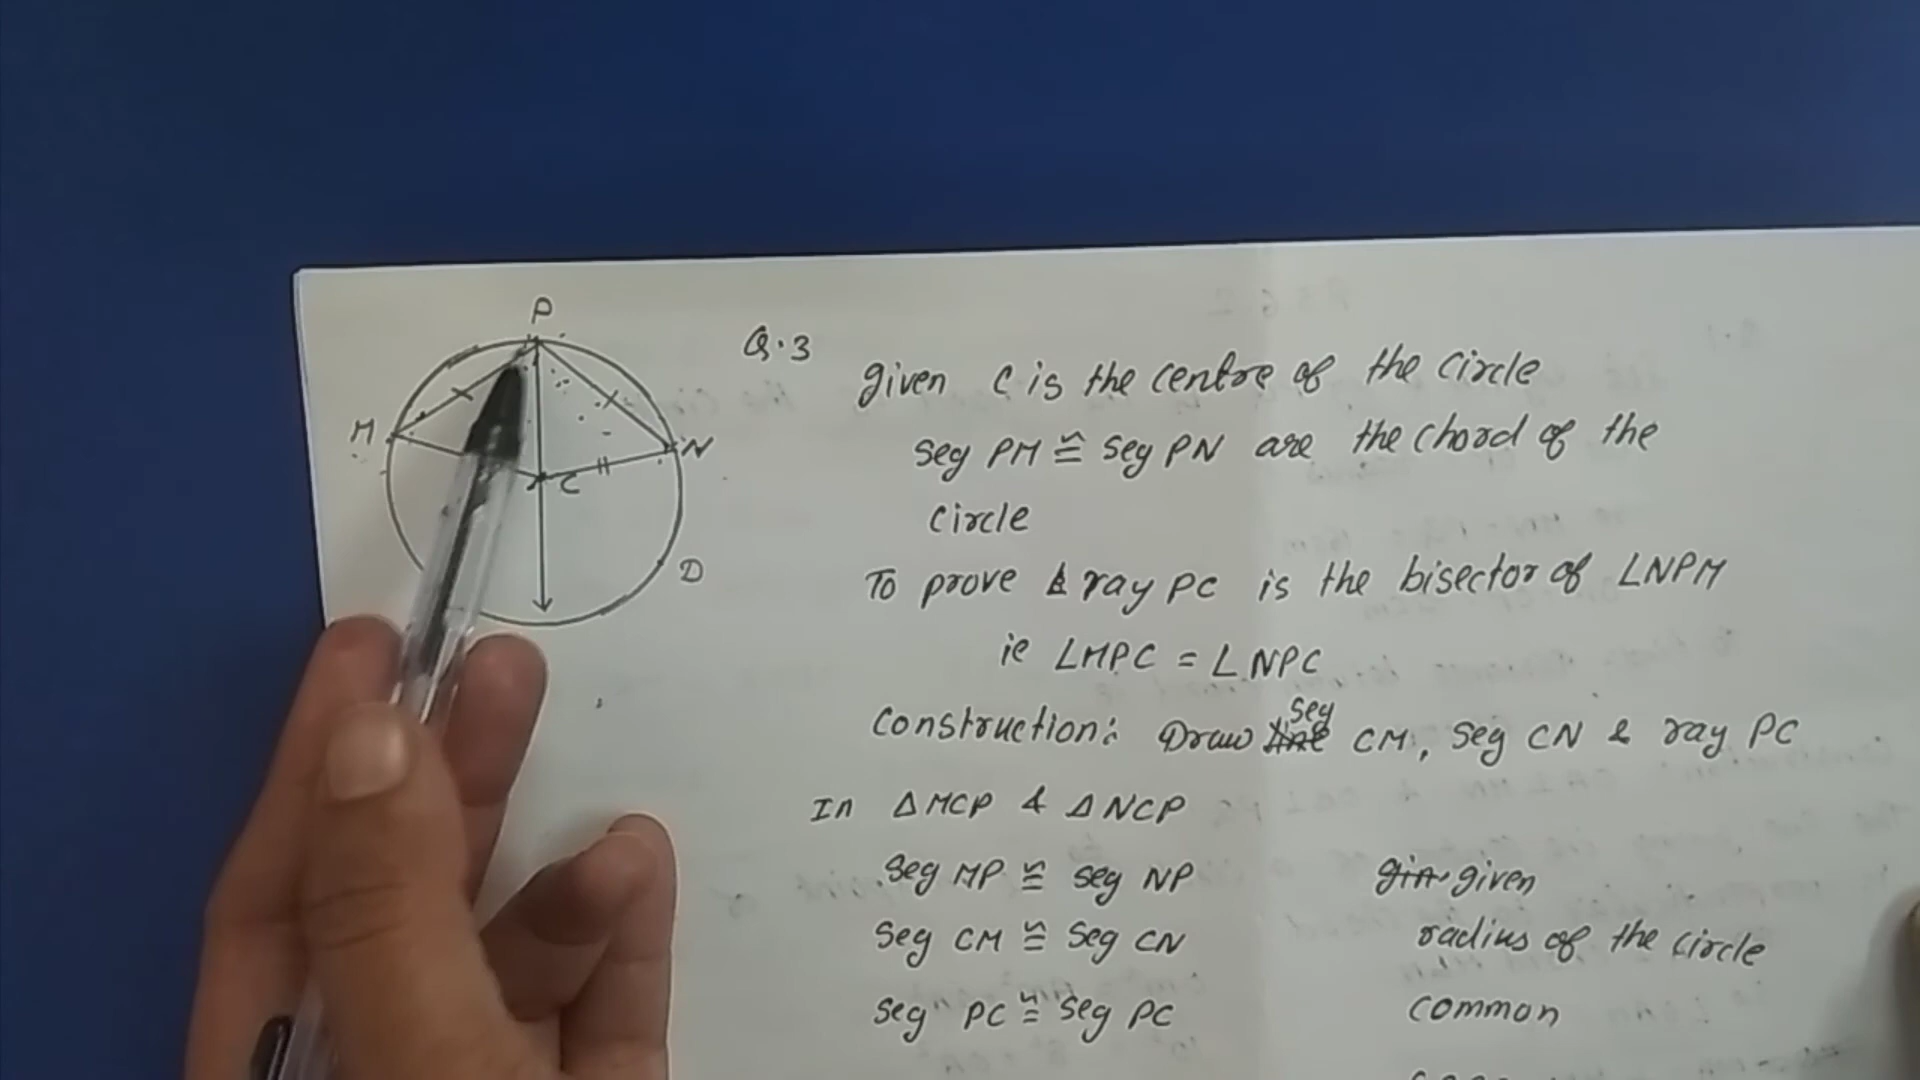 P
Q.3
M
N
C
D
given C is the centre of the circle
seg PM ≅ seg PN are the chord of the
circle
To prove ray PC is the bisector of ∠NPM
ie ∠MPC = ∠NPC
Construction: Draw seg CM, seg CN & ray PC
In △MCP & △NCP
seg MP ≅ seg NP given
seg CM ≅ seg CN radius of the circle
seg PC ≅ seg PC common